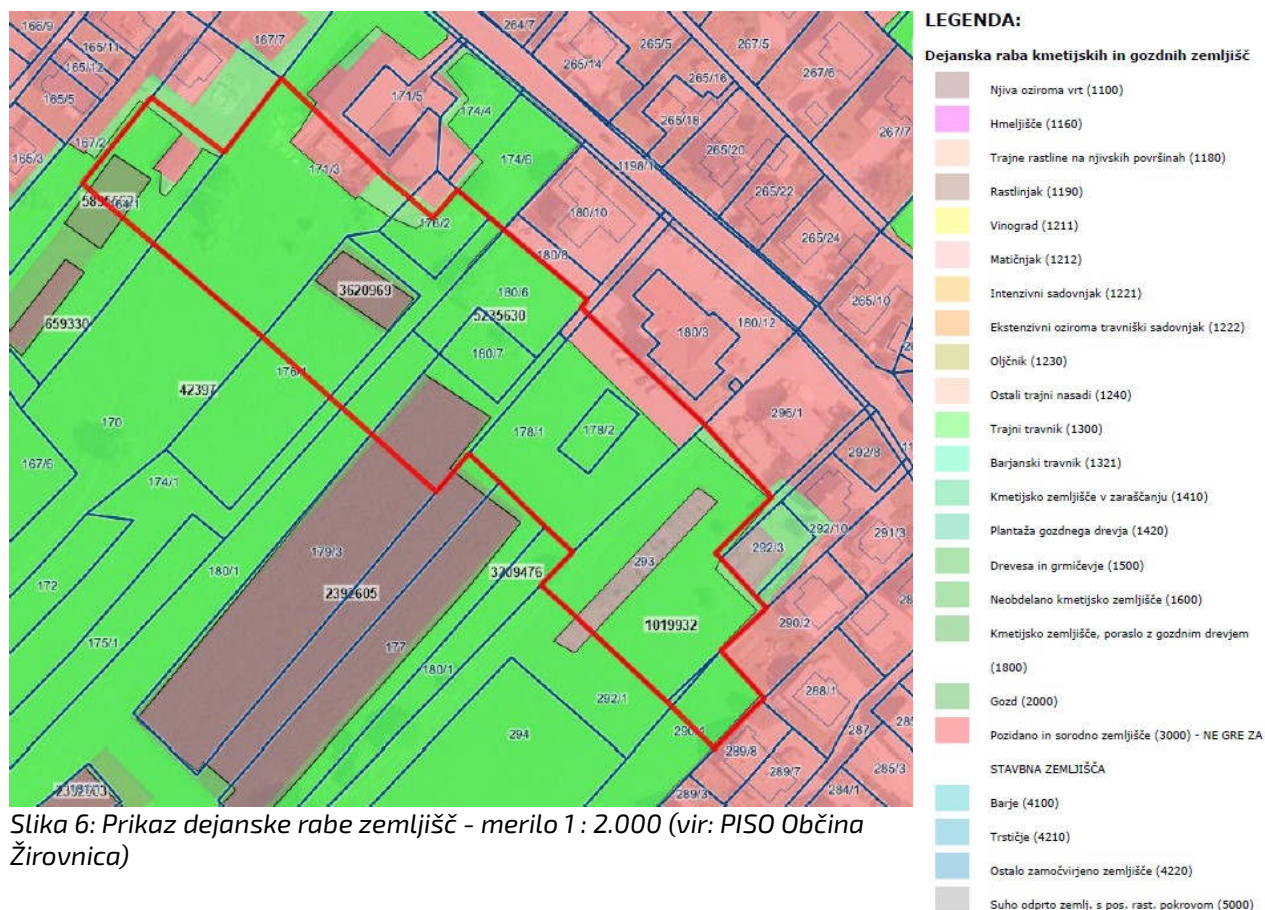 166/9
167/7
264/7
265/5
267/5
165/11
265/14
165/12
265/16
267/6
165/5
171/5
174/4
265/18
267/7
167/2
265/20
165/3
171/3
174/6
1198/1
265/22
164/1
180/10
176/2
265/24
180/8
3620969
180/6
265/10
659330
5235630
180/3
180/12
180/7
42397
176/1
296/1
170
178/1
178/2
292/8
167/6
174/1
292/10
291/3
179/3
292/3
293
172
180/1
3209476
2392605
1019932
290/2
175/1
177
180/1
288/1
292/1
294
287
289/8
289/7
285/3
289/3
284/1
Slika 6: Prikaz dejanske rabe zemljišč - merilo 1 : 2.000 (vir: PISO Občina
Žirovnica)
LEGENDA:
Dejanska raba kmetijskih in gozdnih zemljišč
Njiva oziroma vrt (1100)
Hmeljišče (1160)
Trajne rastline na njivskih površinah (1180)
Rastlinjak (1190)
Vinograd (1211)
Matičnjak (1212)
Intenzivni sadovnjak (1221)
Ekstenzivni oziroma travniški sadovnjak (1222)
Oljčnik (1230)
Ostali trajni nasadi (1240)
Trajni travnik (1300)
Barjanski travnik (1321)
Kmetijsko zemljišče v zaraščanju (1410)
Plantaža gozdnega drevja (1420)
Drevesa in grmičevje (1500)
Neobdelano kmetijsko zemljišče (1600)
Kmetijsko zemljišče, poraslo z gozdnim drevjem
(1800)
Gozd (2000)
Pozidano in sorodno zemljišče (3000) - NE GRE ZA
STAVBNA ZEMLJIŠČA
Barje (4100)
Trstičje (4210)
Ostalo zamočvirjeno zemljišče (4220)
Suho odprto zemlj. s pos. rast. pokrovom (5000)